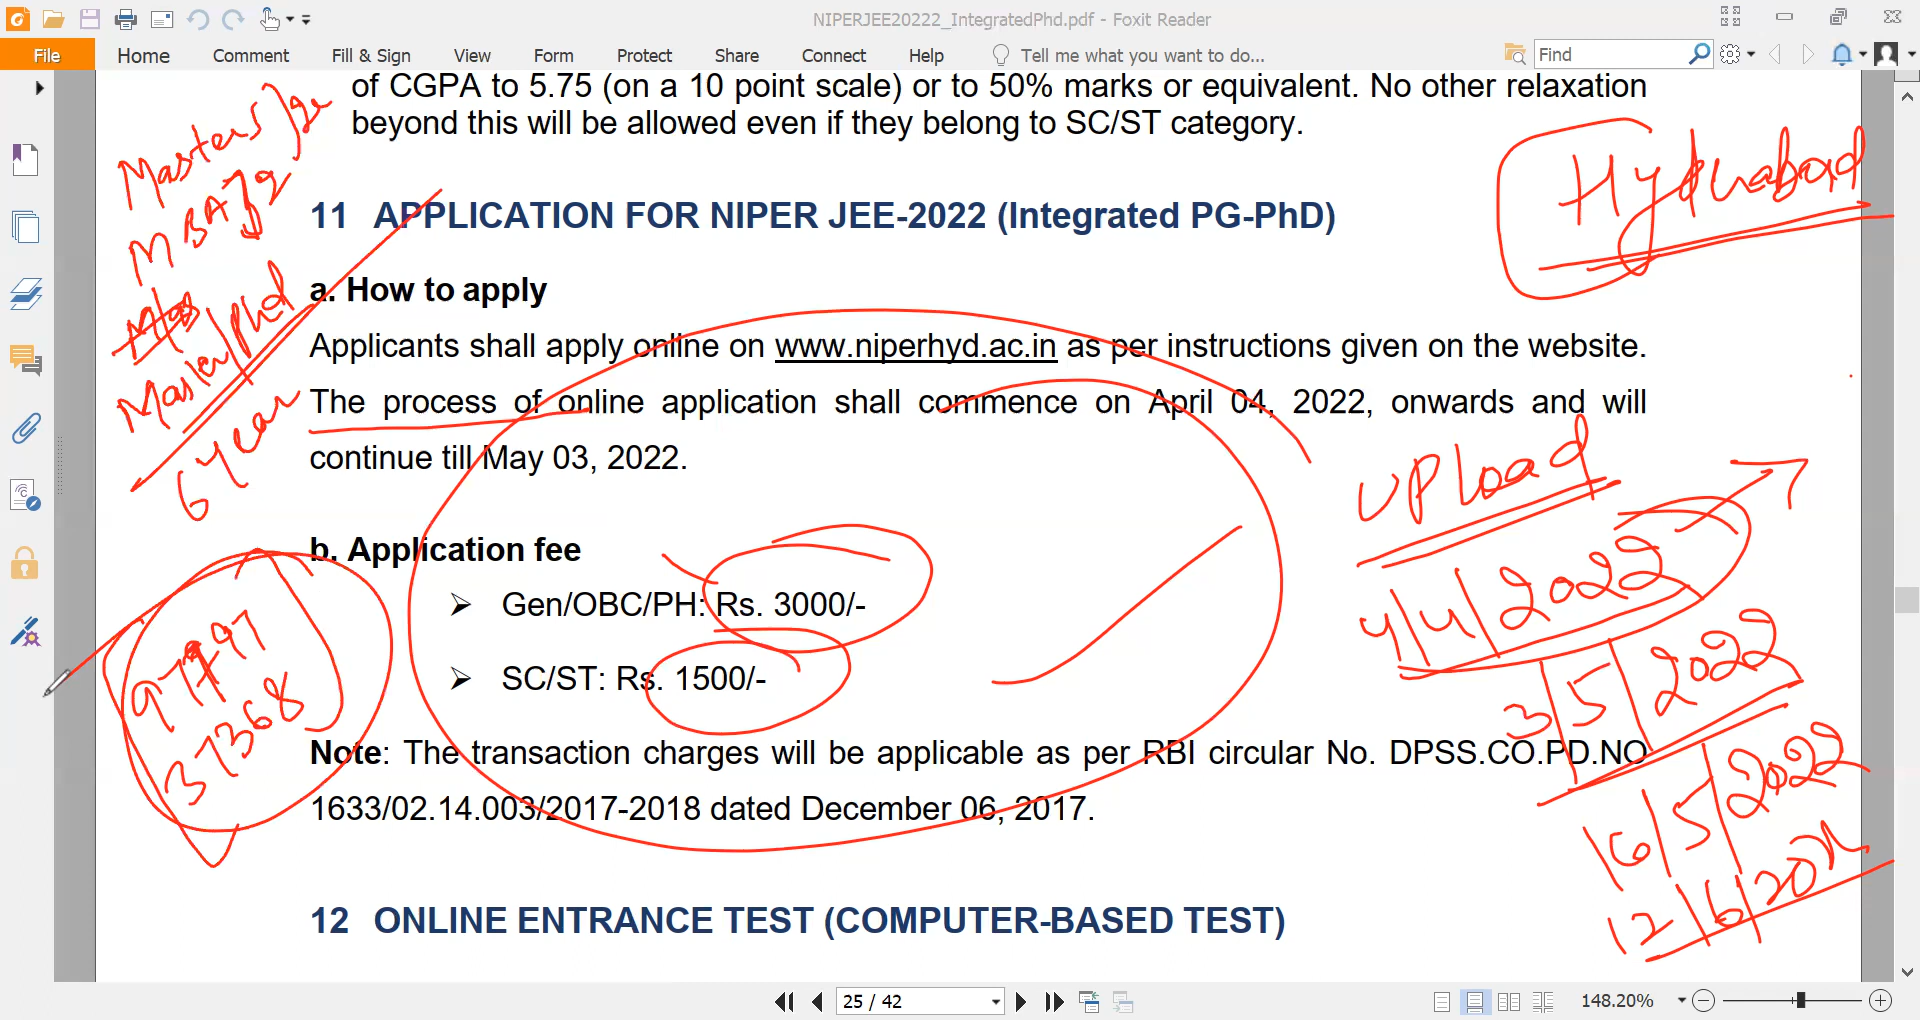 NIPERJEE20222_IntegratedPhd.pdf - Foxit Reader
File Home Comment Fill & Sign View Form Protect Share Connect Help Tell me what you want to do... Find
of CGPA to 5.75 (on a 10 point scale) or to 50% marks or equivalent. No other relaxation
beyond this will be allowed even if they belong to SC/ST category.
Masters/
MBA/
Master/Phd
6 Year
Hyderabad
11 APPLICATION FOR NIPER JEE-2022 (Integrated PG-PhD)
a. How to apply
Applicants shall apply online on www.niperhyd.ac.in as per instructions given on the website.
The process of online application shall commence on April 04, 2022, onwards and will
continue till May 03, 2022.
upload
4/4/2022
3/5/2022
16/5/2022
12/6/2022
b. Application fee
➢ Gen/OBC/PH: Rs. 3000/-
➢ SC/ST: Rs. 1500/-
37368
Note: The transaction charges will be applicable as per RBI circular No. DPSS.CO.PD.NO
1633/02.14.003/2017-2018 dated December 06, 2017.
12 ONLINE ENTRANCE TEST (COMPUTER-BASED TEST)
25 / 42
148.20%